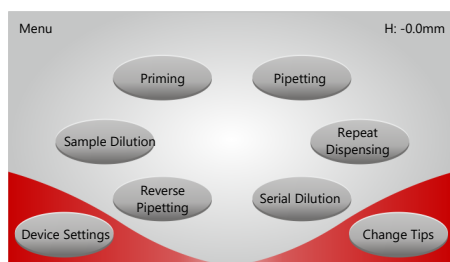 Menu
H: -0.0mm
Priming
Pipetting
Sample Dilution
Repeat
Dispensing
Reverse
Pipetting
Serial Dilution
Device Settings
Change Tips